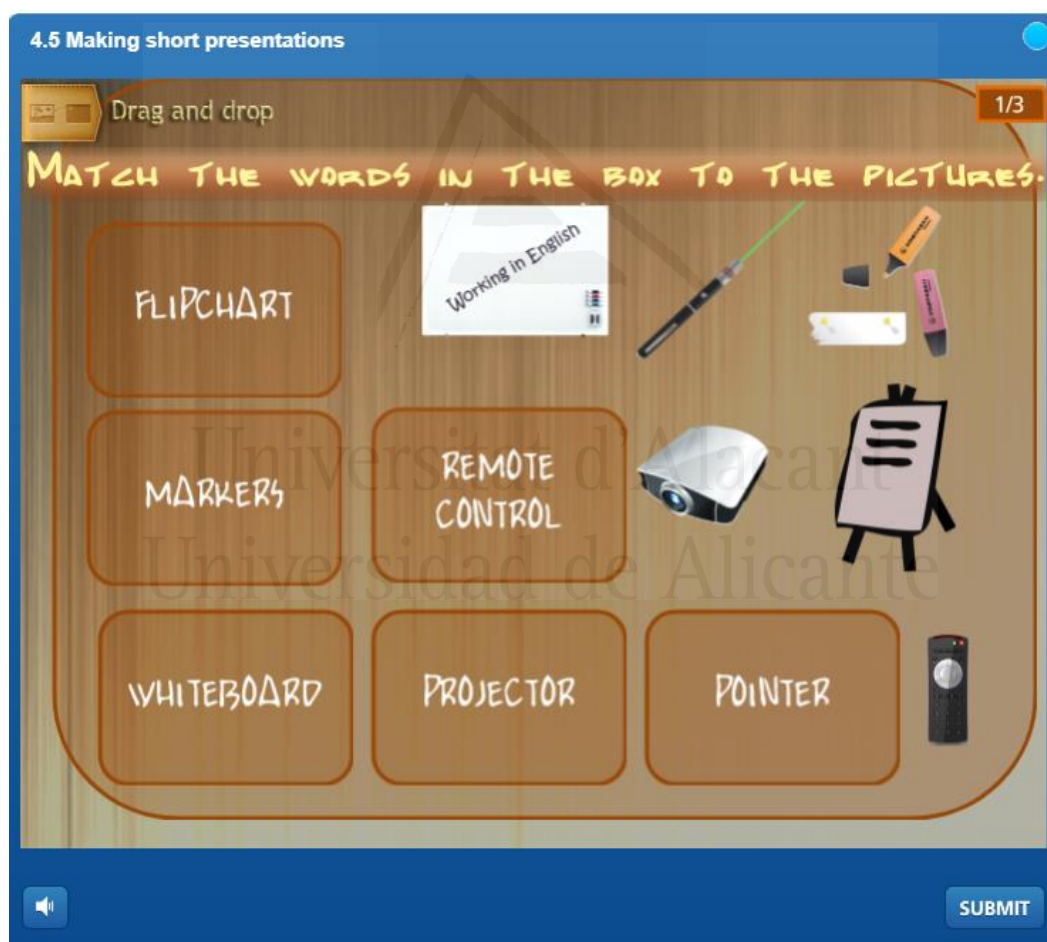 4.5 Making short presentations
Drag and drop
1/3
MATCH THE WORDS IN THE BOX TO THE PICTURES.
FLIPCHART
Working in English
MARKERS
REMOTE
CONTROL
WHITEBOARD
PROJECTOR
POINTER
Universitat d'Alacant
Universidad de Alicante
SUBMIT